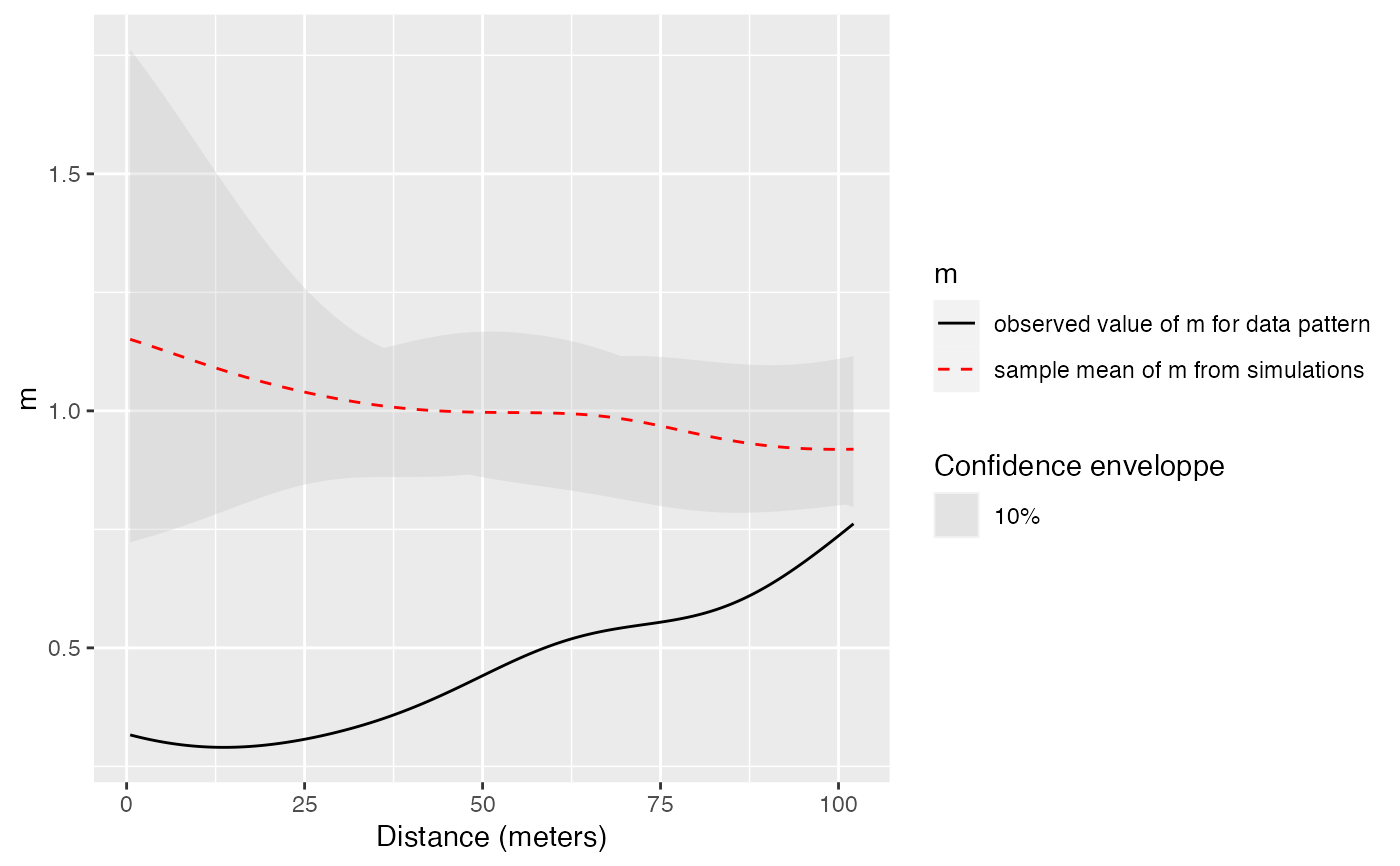 1.5
1.0
0.5
m
0
25
50
75
100
Distance (meters)
m
observed value of m for data pattern
sample mean of m from simulations
Confidence enveloppe
10%